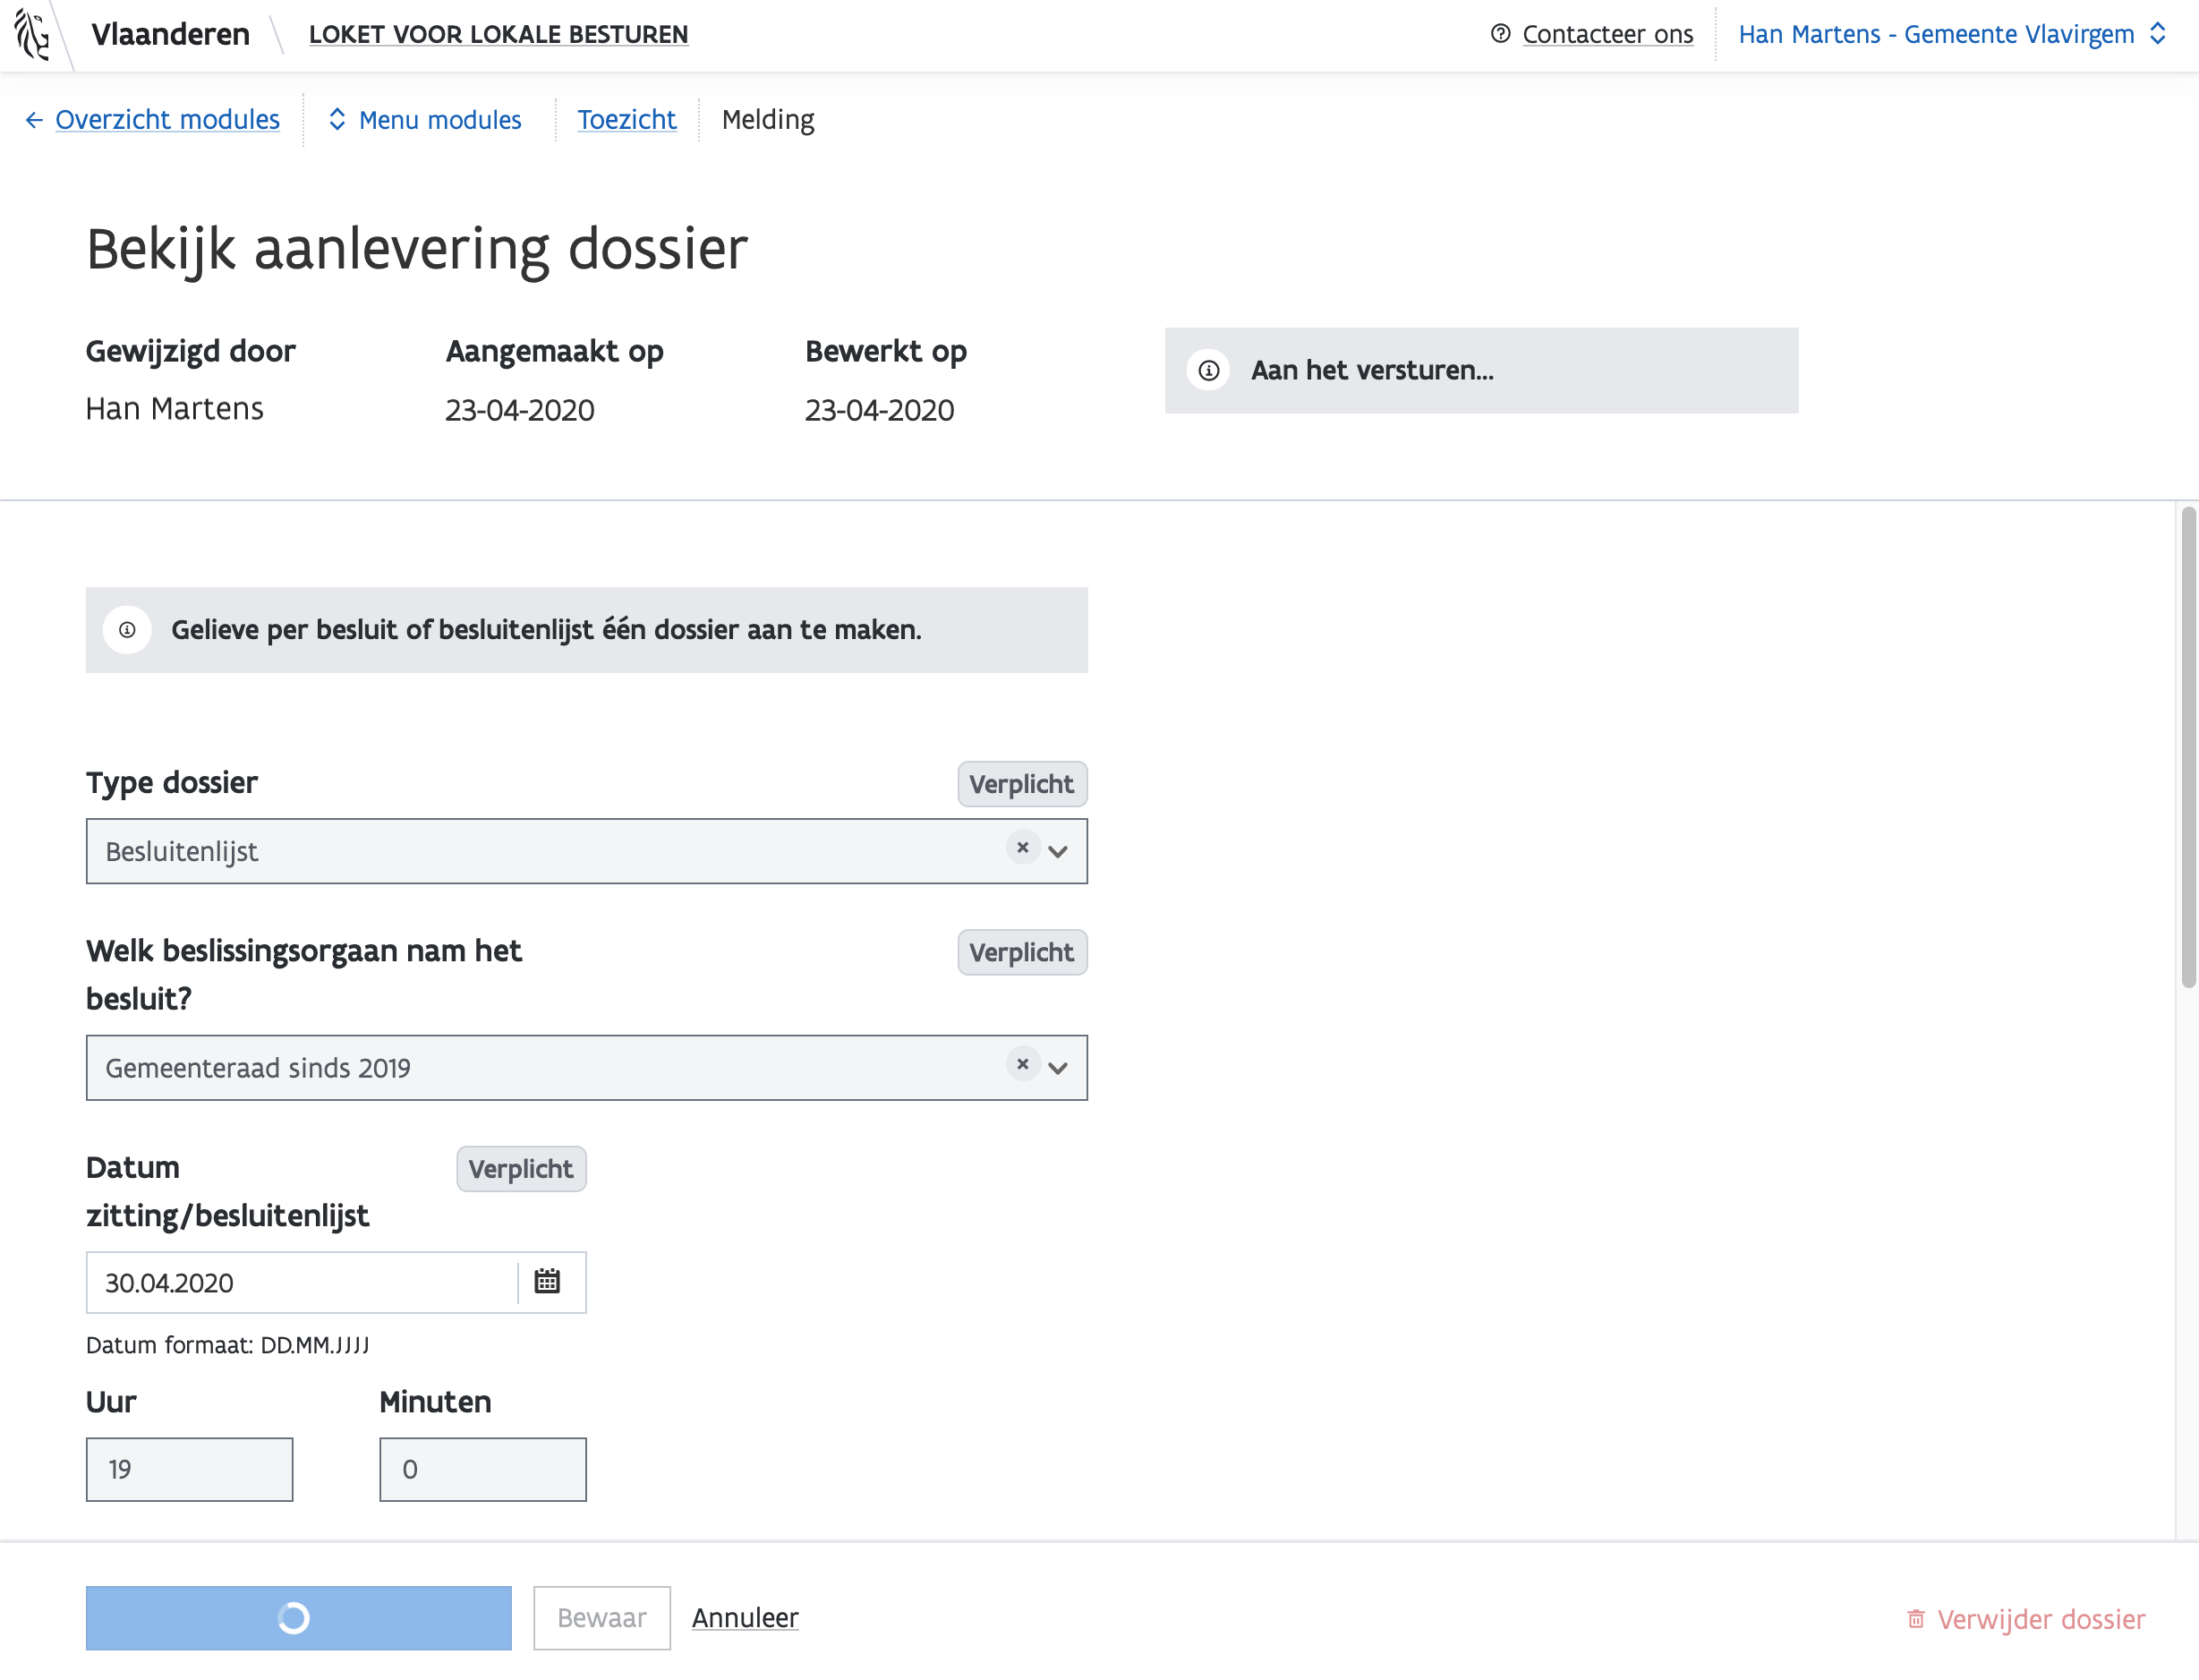 Vlaanderen LOKET VOOR LOKALE BESTUREN Contacteer ons Han Martens - Gemeente Vlavirgem
Overzicht modules Menu modules Toezicht Melding
Bekijk aanlevering dossier
Gewijzigd door Aangemaakt op Bewerkt op
Aan het versturen...
Han Martens 23-04-2020 23-04-2020
Gelieve per besluit of besluitenlijst één dossier aan te maken.
Type dossier Verplicht
Besluitenlijst
Welk beslissingsorgaan nam het Verplicht
besluit?
Gemeenteraad sinds 2019
Datum Verplicht
zitting/besluitenlijst
30.04.2020
Datum formaat: DD.MM.JJJJ
Uur Minuten
19 0
Bewaar Annuleer Verwijder dossier